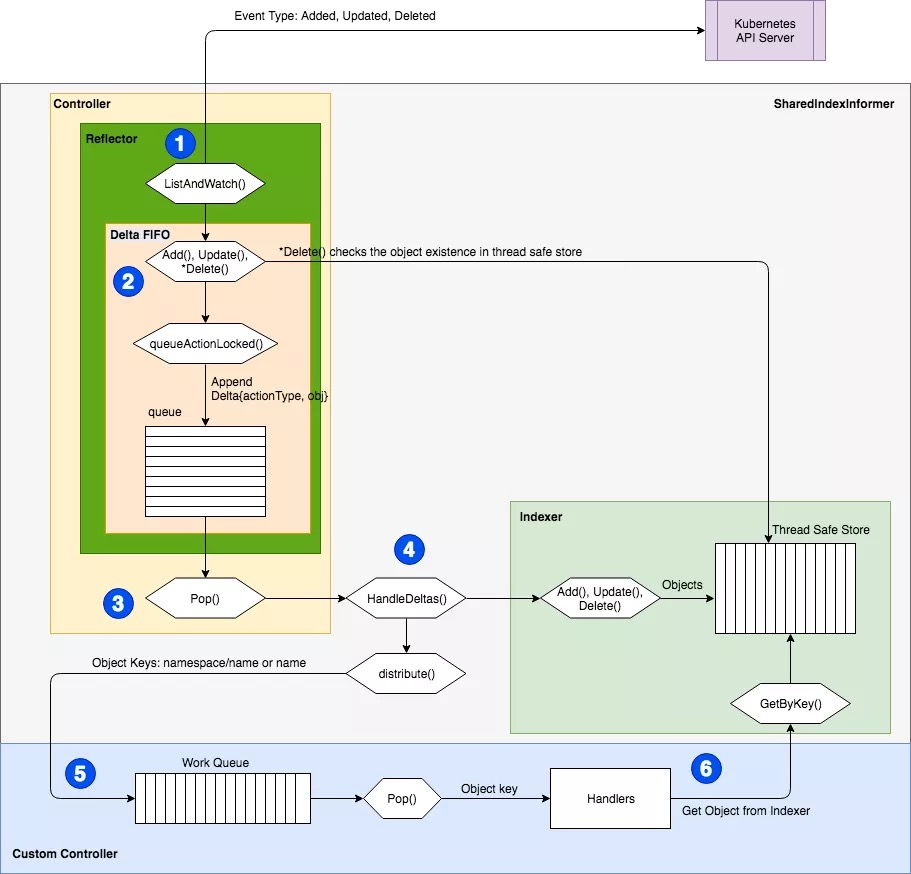 Event Type: Added, Updated, Deleted
Kubernetes
API Server
Controller
SharedIndexInformer
Reflector
1
ListAndWatch()
Delta FIFO
Add(), Update(),
*Delete()
*Delete() checks the object existence in thread safe store
2
queueActionLocked()
Append
Delta{actionType, obj}
queue
Indexer
Thread Safe Store
4
3
Pop()
HandleDeltas()
Add(), Update(),
Delete()
Objects
Object Keys: namespace/name or name
distribute()
GetByKey()
5
Work Queue
6
Pop()
Object key
Handlers
Get Object from Indexer
Custom Controller